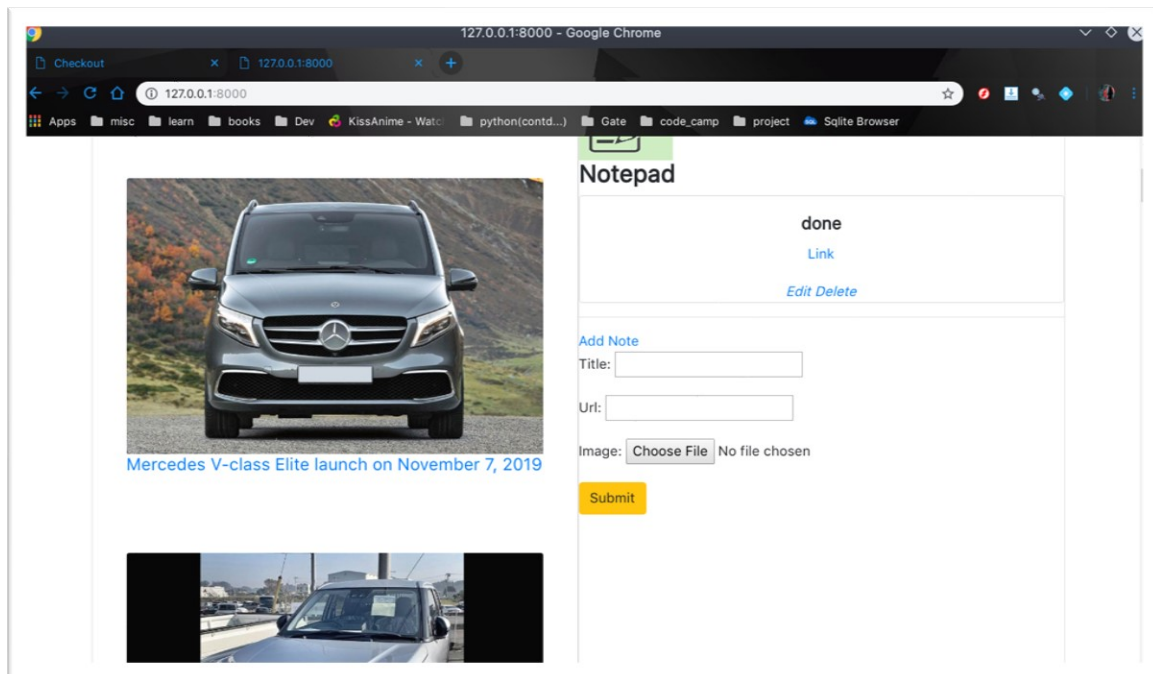 127.0.0.1:8000 - Google Chrome
Checkout
127.0.0.1:8000
127.0.0.1:8000
Apps misc learn books Dev KissAnime - Watc python(contd...) Gate code_camp project Sqlite Browser
Notepad
done
Link
Edit Delete
Mercedes V-class Elite launch on November 7, 2019
Add Note
Title:
Url:
Image: Choose File No file chosen
Submit